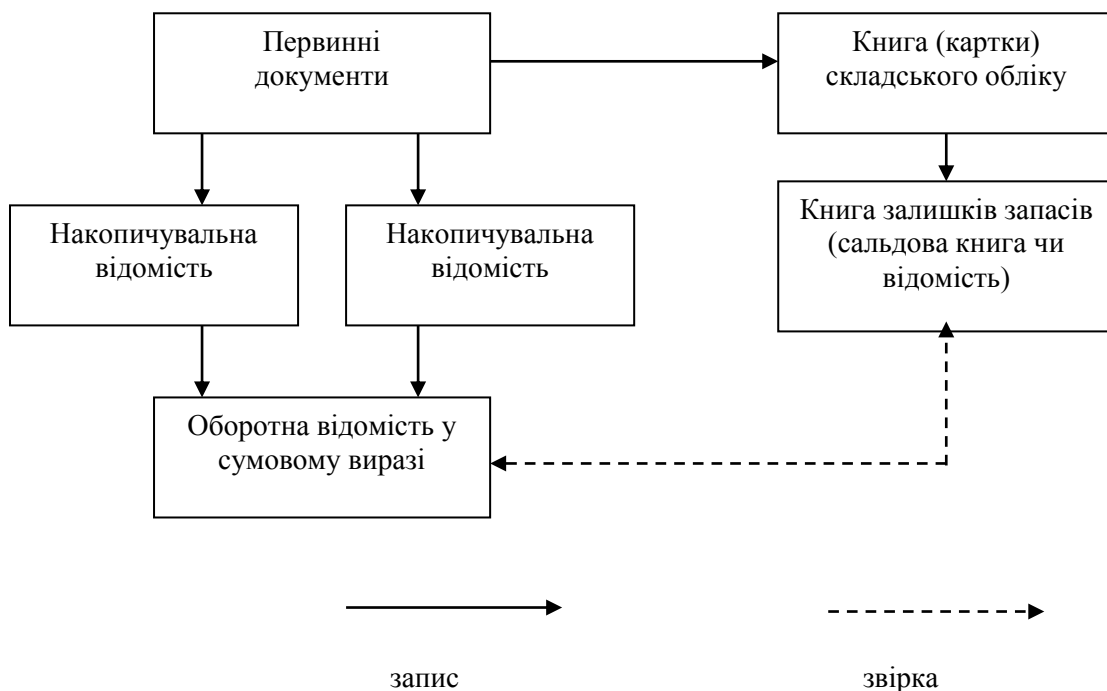 Первинні
документи
Книга (картки)
складського обліку
Накопичувальна
відомість
Накопичувальна
відомість
Книга залишків запасів
(сальдова книга чи
відомість)
Оборотна відомість у
сумовому виразі
запис
звірка